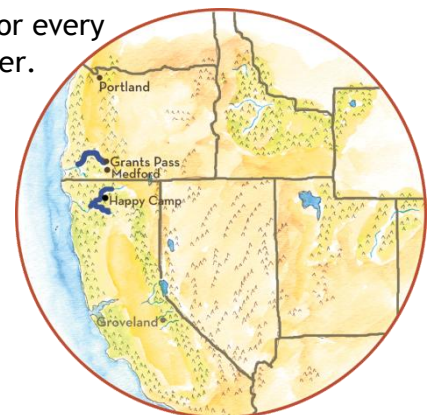 or every
er.
Portland
Grants Pass
Medford
Happy Camp
Groveland